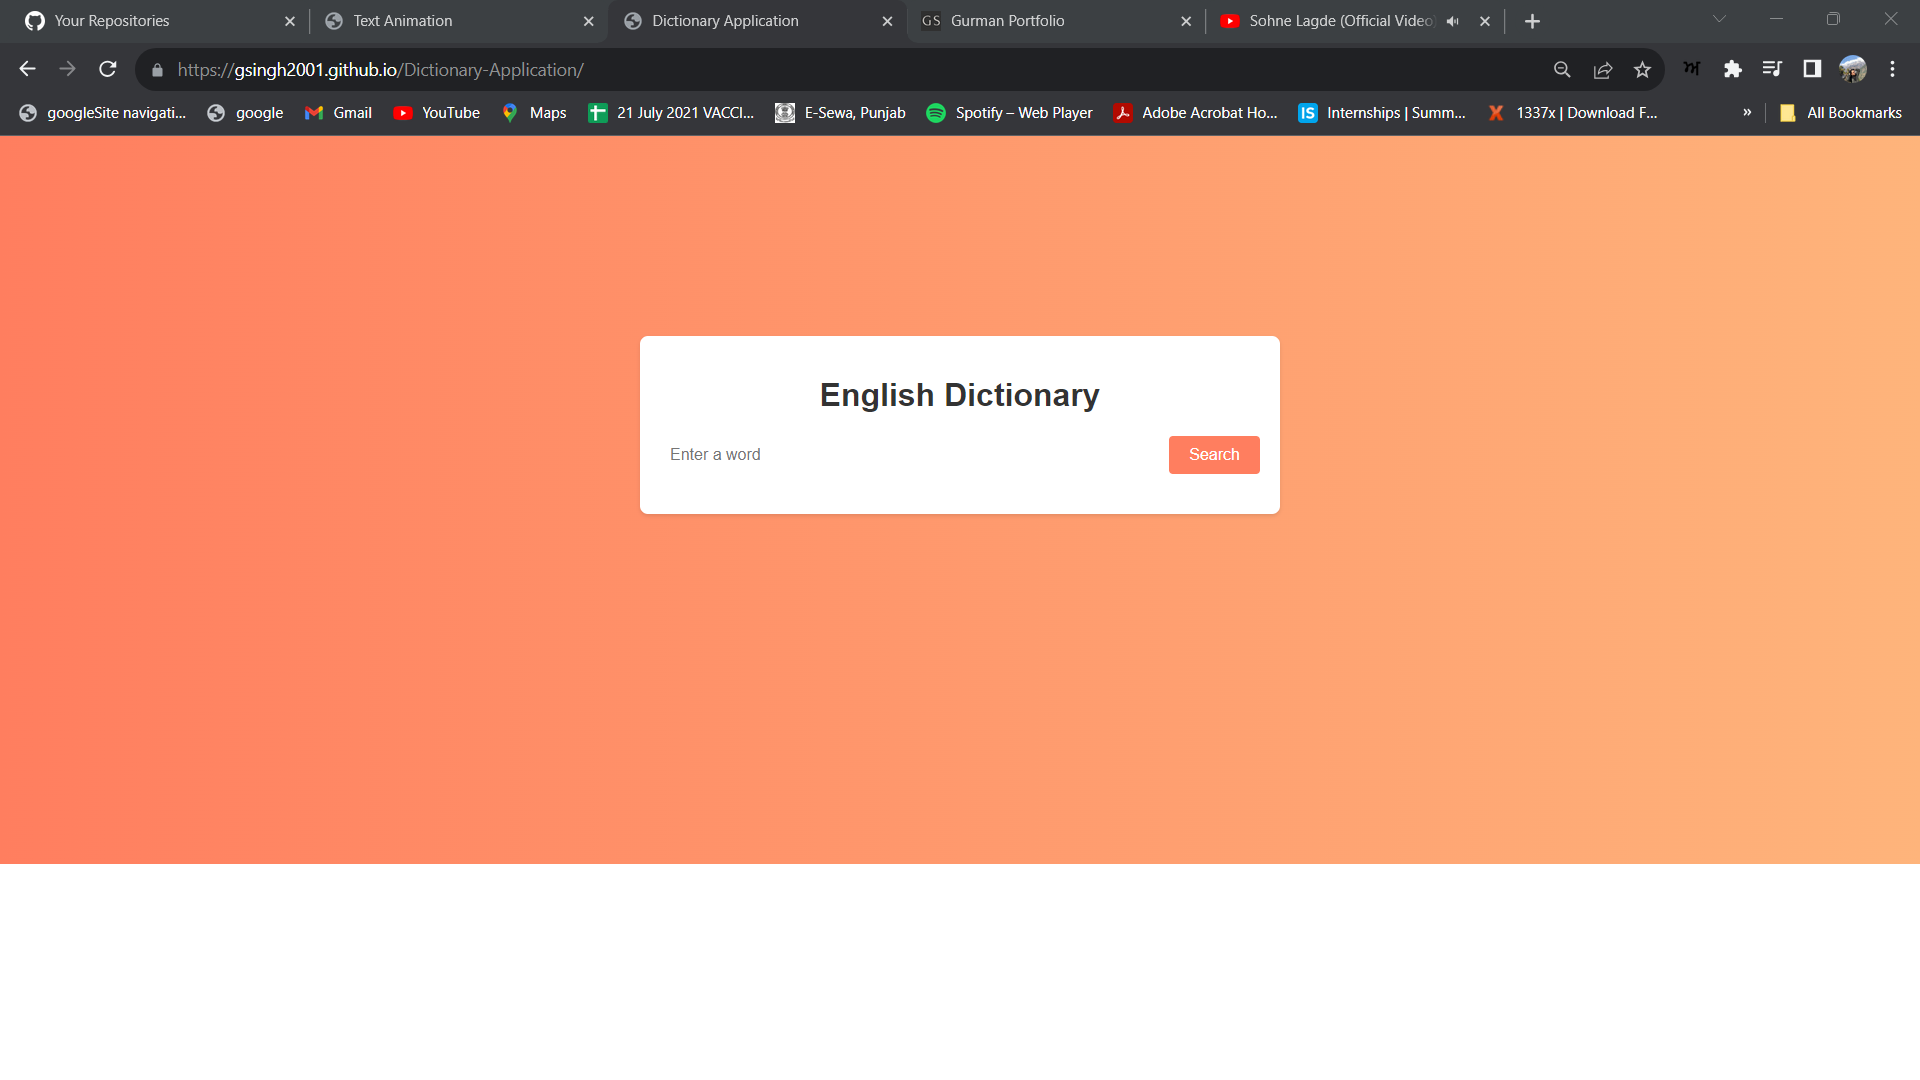 Your Repositories
Text Animation
Dictionary Application
GS Gurman Portfolio
Sohne Lagde (Official Video)
https://gsingh2001.github.io/Dictionary-Application/
ਅ
googleSite navigati...
google
Gmail
YouTube
Maps
21 July 2021 VACCI...
E-Sewa, Punjab
Spotify – Web Player
Adobe Acrobat Ho...
IS Internships | Summ...
X 1337x | Download F...
»
All Bookmarks
English Dictionary
Enter a word
Search